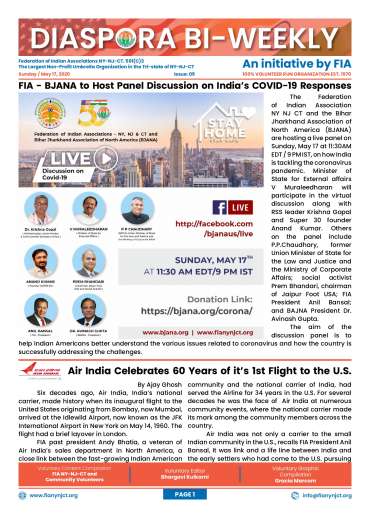 DIASPORA BI-WEEKLY
Federation of Indian Associations NY-NJ-CT. 501(C)3
The Largest Non-Profit Umbrella Organization in the Tri-state of NY-NJ-CT
An initiative by FIA
Sunday / May 17, 2020
Issue 09
100% VOLUNTEER RUN ORGANIZATION EST. 1970
FIA - BJANA to Host Panel Discussion on India's COVID-19 Responses
Federation of Indian Associations - NY, NJ & CT and
Bihar Jharkhand Association of North America (BJANA)
STAY
HOME
LIVE
Discussion on
Covid-19
Dr. Krishna Gopal
V MURALEEDHARAN
P P CHAUDHARY
ANAND KUMAR
PREM BHANDARI
ANIL BANSAL
DR. AVINASH GUPTA
LIVE
http://facebook.com
/bjanaus/live
SUNDAY, MAY 17TH
AT 11:30 AM EDT/9 PM IST
Donation Link:
https://bjana.org/corona/
www.bjana.org | www.fianynjct.org
The Federation
of Indian Association
NY NJ CT and the Bihar
Jharkhand Association of
North America (BJANA)
are hosting a live panel on
Sunday, May 17 at 11:30AM
EDT / 9 PM IST, on how India
is tackling the coronavirus
pandemic. Minister of
State for External affairs
V Muraleedharan will
participate in the virtual
discussion along with
RSS leader Krishna Gopal
and Super 30 founder
Anand Kumar. Others
on the panel include
P.P.Chaudhary, former
Union Minister of State for
the Law and Justice and
the Ministry of Corporate
Affairs; social activist
Prem Bhandari, chairman
of Jaipur Foot USA; FIA
President Anil Bansal;
and BAJNA President Dr.
Avinash Gupta.
The aim of the
discussion panel is to
help Indian Americans better understand the various issues related to coronavirus and how the country is
successfully addressing the challenges.
Air India Celebrates 60 Years of it's 1st Flight to the U.S.
By Ajay Ghosh
Six decades ago, Air India, India's national
carrier, made history when its inaugural flight to the
United States originating from Bombay, now Mumbai,
arrived at the Idlewild Airport, now known as the JFK
International Airport in New York on May 14, 1960. The
flight had a brief layover in London.
FIA past president Andy Bhatia, a veteran of
Air India's sales department in North America, a
close link between the fast-growing Indian American
community and the national carrier of India, had
served the Airline for 34 years in the U.S. For several
decades he was the face of Air India at numerous
community events, where the national carrier made
its mark among the community members across the
country.
Air India was not only a carrier to the small
Indian community in the U.S., recalls FIA President Anil
Bansal, it was link and a life line between India and
the early settlers who had come to the U.S. pursuing
Voluntary Content Compilation
FIA NY-NJ-CT and
Community Volunteers
Voluntary Editor
Bhargavi Kulkarni
Voluntary Graphic
Compilation
Gracie Marcom
www.fianynjct.org
PAGE 1
info@fianynjct.org